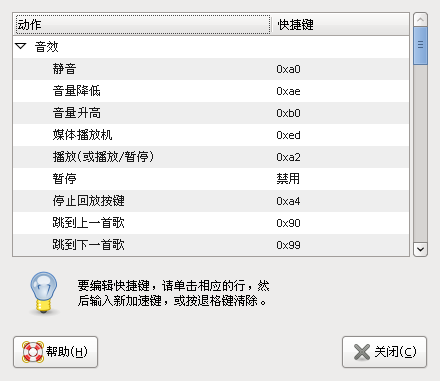 动作 快捷键
音效
静音 0xa0
音量降低 0xae
音量升高 0xb0
媒体播放机 0xed
播放(或播放/暂停) 0xa2
暂停 禁用
停止回放按键 0xa4
跳到上一首歌 0x90
跳到下一首歌 0x99
要编辑快捷键，请单击相应的行，然
后输入新加速键，或按退格键清除。
帮助(H) 关闭(C)